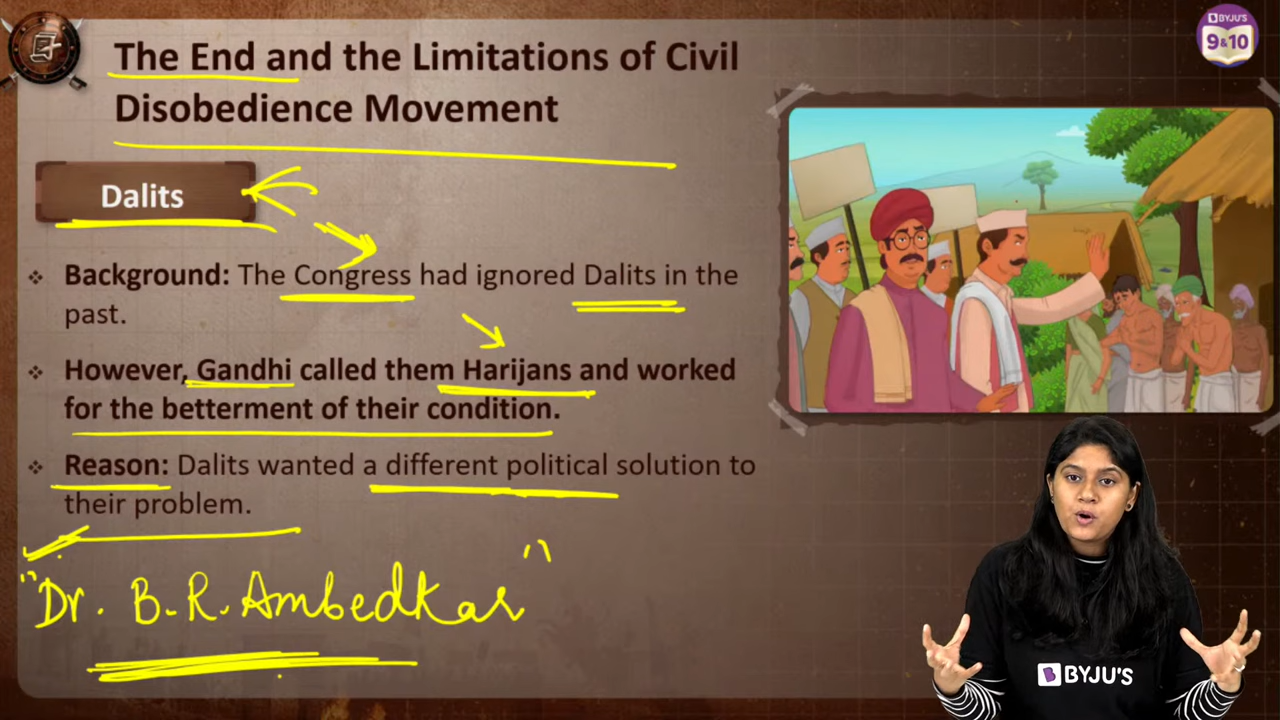 The End and the Limitations of Civil
Disobedience Movement
BYJU'S
9&10
Dalits
Background: The Congress had ignored Dalits in the
past.
However, Gandhi called them Harijans and worked
for the betterment of their condition.
Reason: Dalits wanted a different political solution to
their problem.
"Dr. B.R. Ambedkar"
BYJU'S